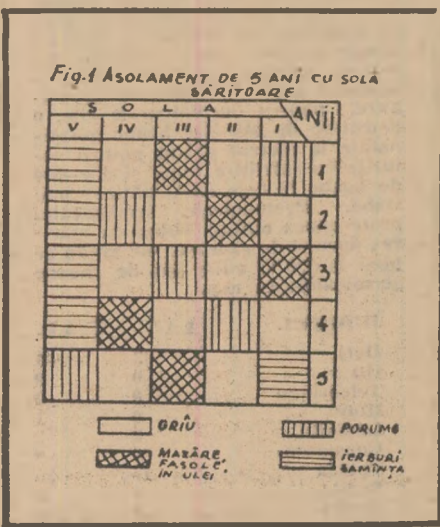 Fig.1 ASOLAMENT DE 5 ANI CU SOLĂ
SĂRITOARE
S O L A
ANII
V IV III II I
1
2
3
4
5
GRÎU
PORUMB
MAZĂRE
FASOLE,
IN ULEI
IERBURI
SĂMÎNȚĂ